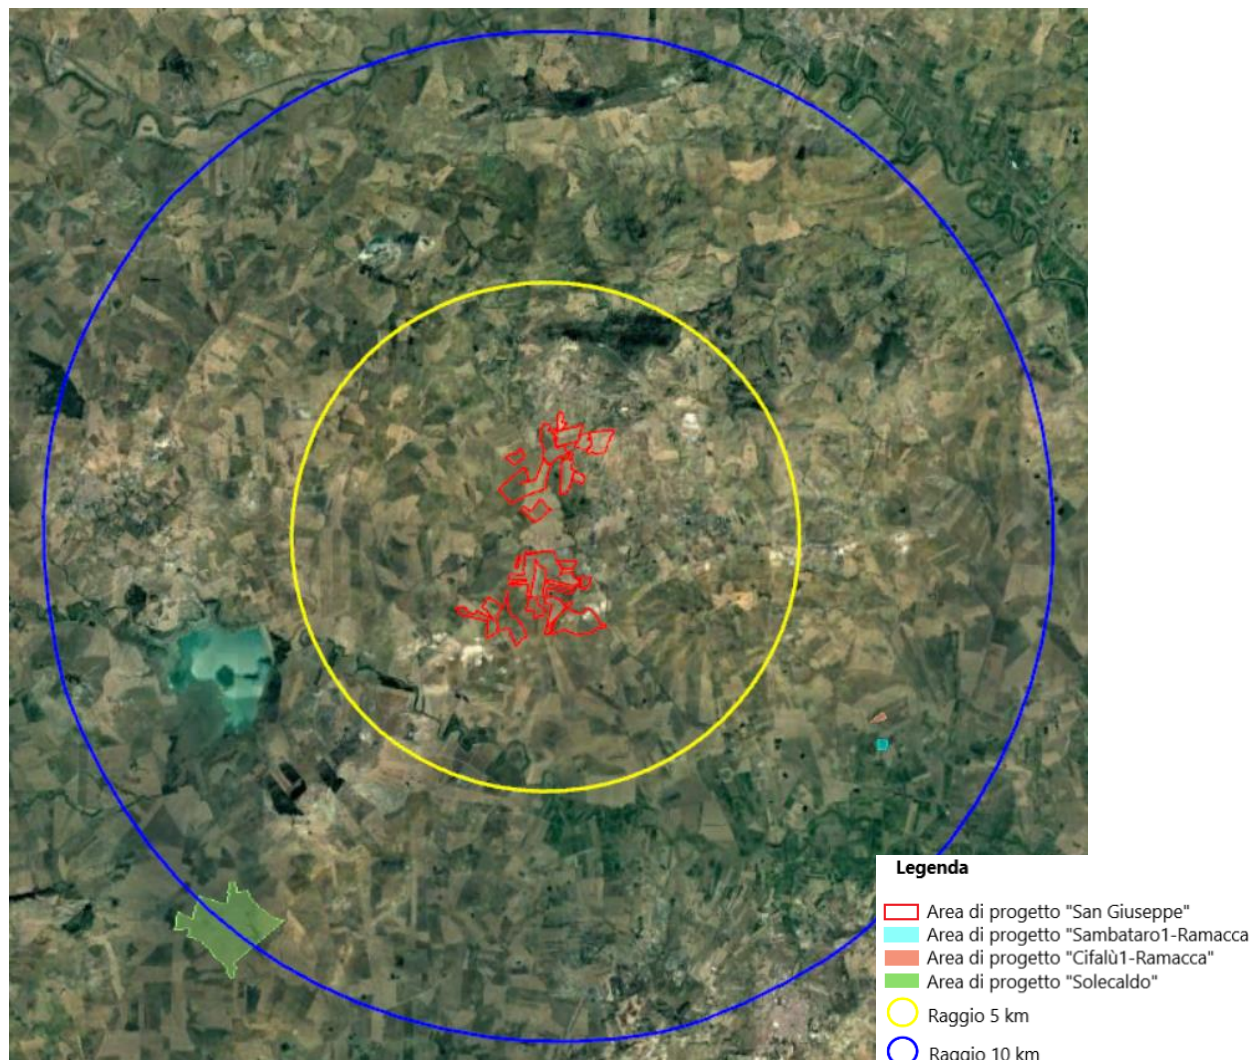 Legenda
Area di progetto "San Giuseppe"
Area di progetto "Sambataro1-Ramacca
Area di progetto "Cifalù1-Ramacca"
Area di progetto "Solecaldo"
Raggio 5 km
Raggio 10 km